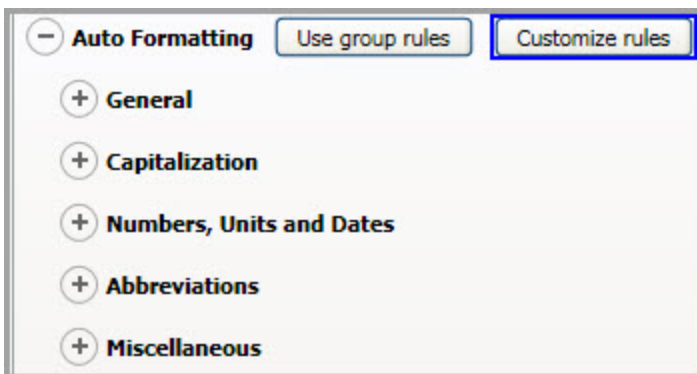 Auto Formatting Use group rules Customize rules
General
Capitalization
Numbers, Units and Dates
Abbreviations
Miscellaneous